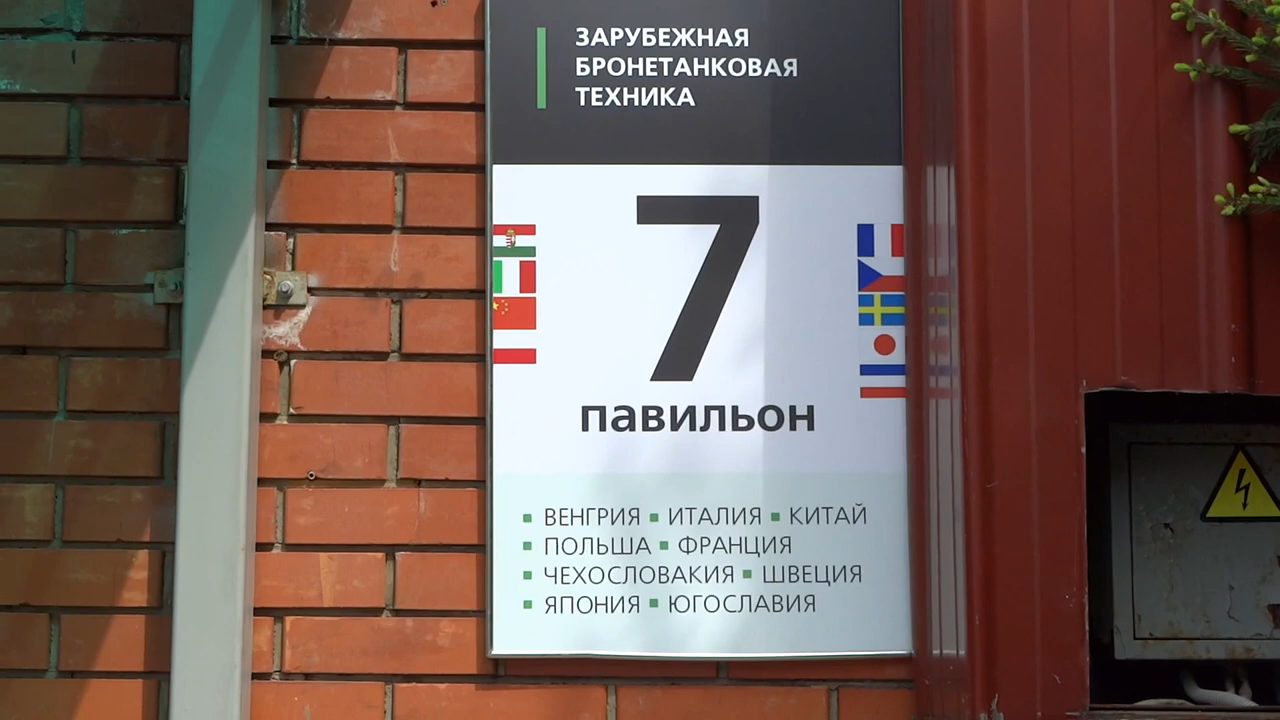 ЗАРУБЕЖНАЯ
БРОНЕТАНКОВАЯ
ТЕХНИКА
7
павильон
▪ ВЕНГРИЯ ▪ ИТАЛИЯ ▪ КИТАЙ
▪ ПОЛЬША ▪ ФРАНЦИЯ
▪ ЧЕХОСЛОВАКИЯ ▪ ШВЕЦИЯ
▪ ЯПОНИЯ ▪ ЮГОСЛАВИЯ